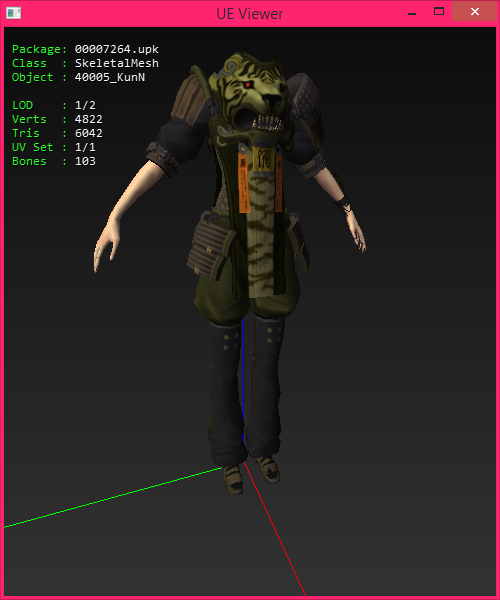 UE Viewer
Package: 00007264.upk
Class : SkeletalMesh
Object : 40005_KunN
LOD : 1/2
Verts : 4822
Tris : 6042
UV Set : 1/1
Bones : 103